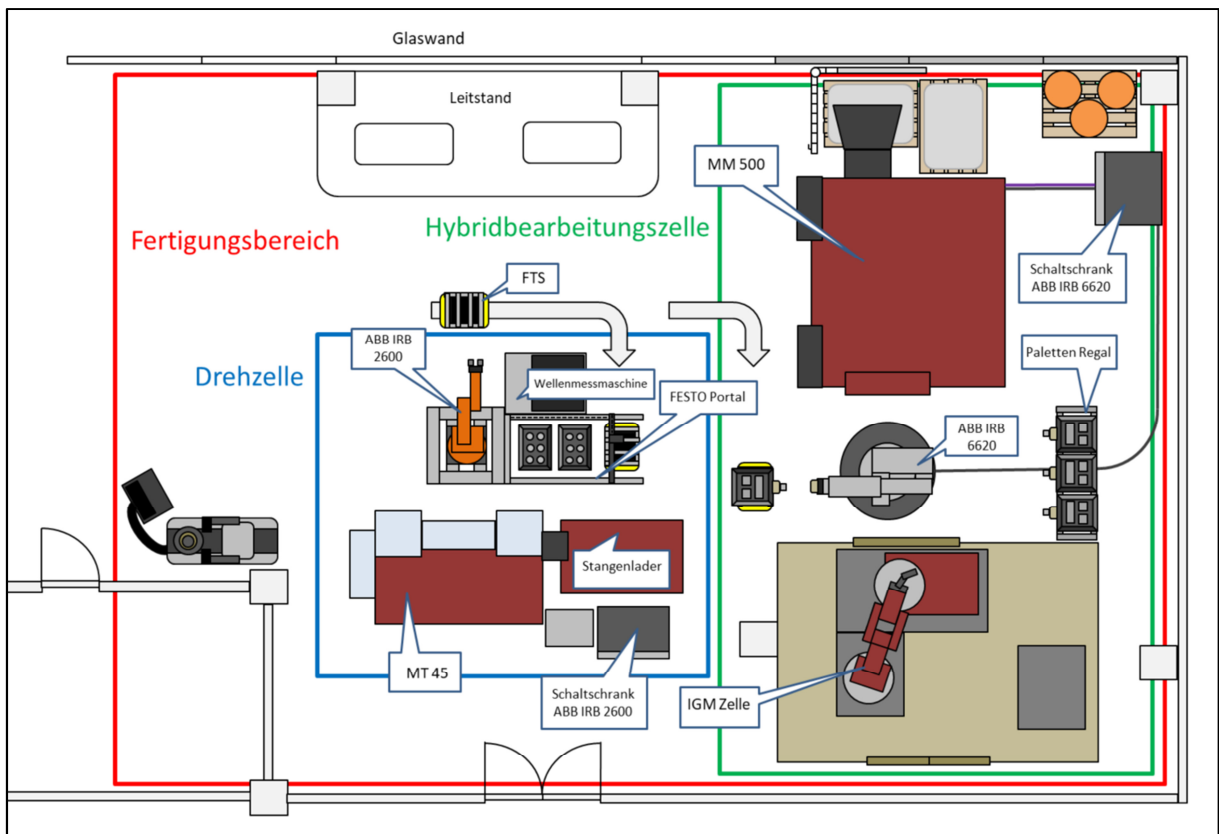 Glaswand
Leitstand
MM 500
Fertigungsbereich
Hybridbearbeitungszelle
Schaltschrank
ABB IRB 6620
FTS
ABB IRB
2600
Paletten Regal
Drehzelle
Wellenmessmaschine
FESTO Portal
ABB IRB
6620
Stangenlader
MT 45
Schaltschrank
ABB IRB 2600
IGM Zelle